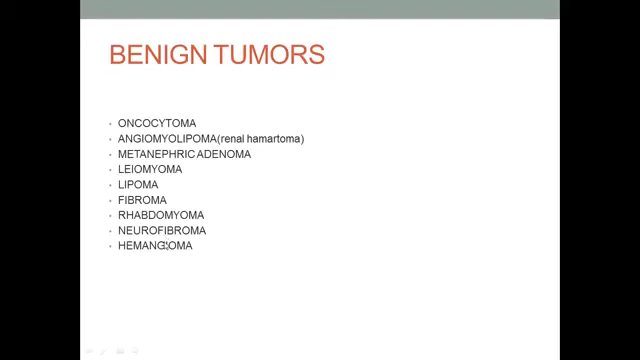 BENIGN TUMORS
• ONCOCYTOMA
• ANGIOMYOLIPOMA(renal hamartoma)
• METANEPHRIC ADENOMA
• LEIOMYOMA
• LIPOMA
• FIBROMA
• RHABDOMYOMA
• NEUROFIBROMA
• HEMANGIOMA